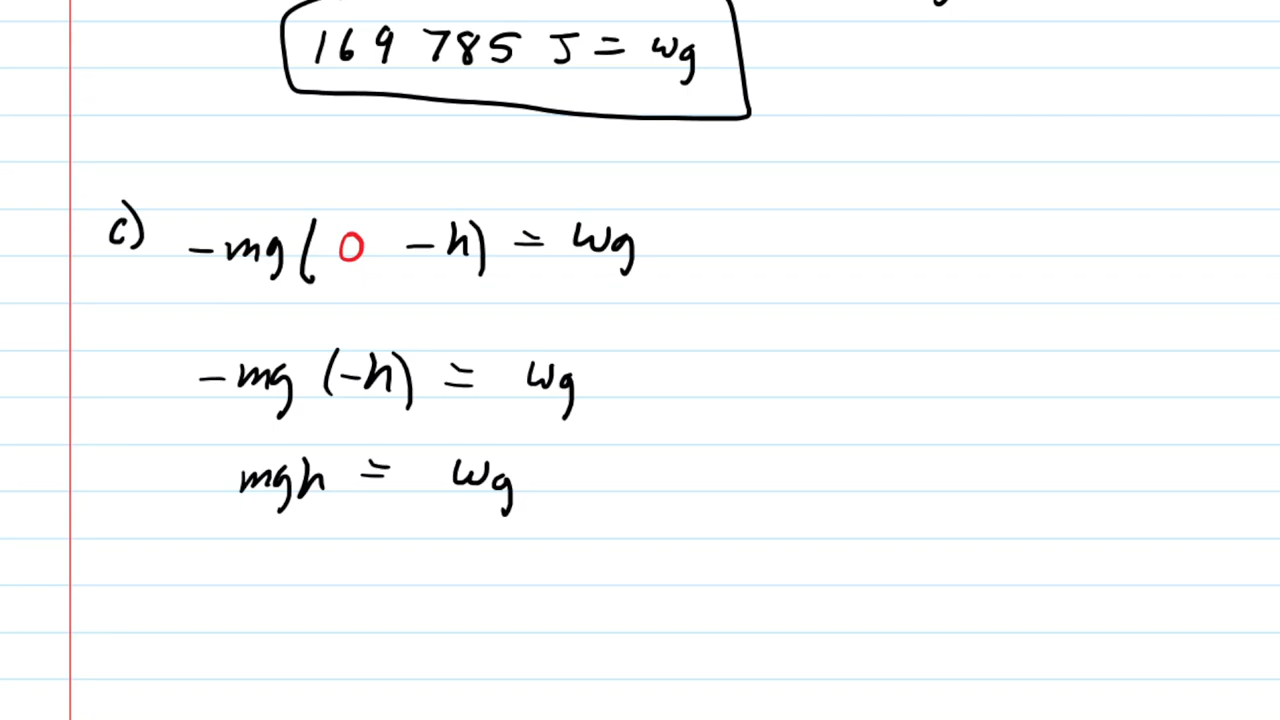 169 785 J = wg
c) -mg( 0 -h) = wg
-mg (-h) = wg
mgh = wg